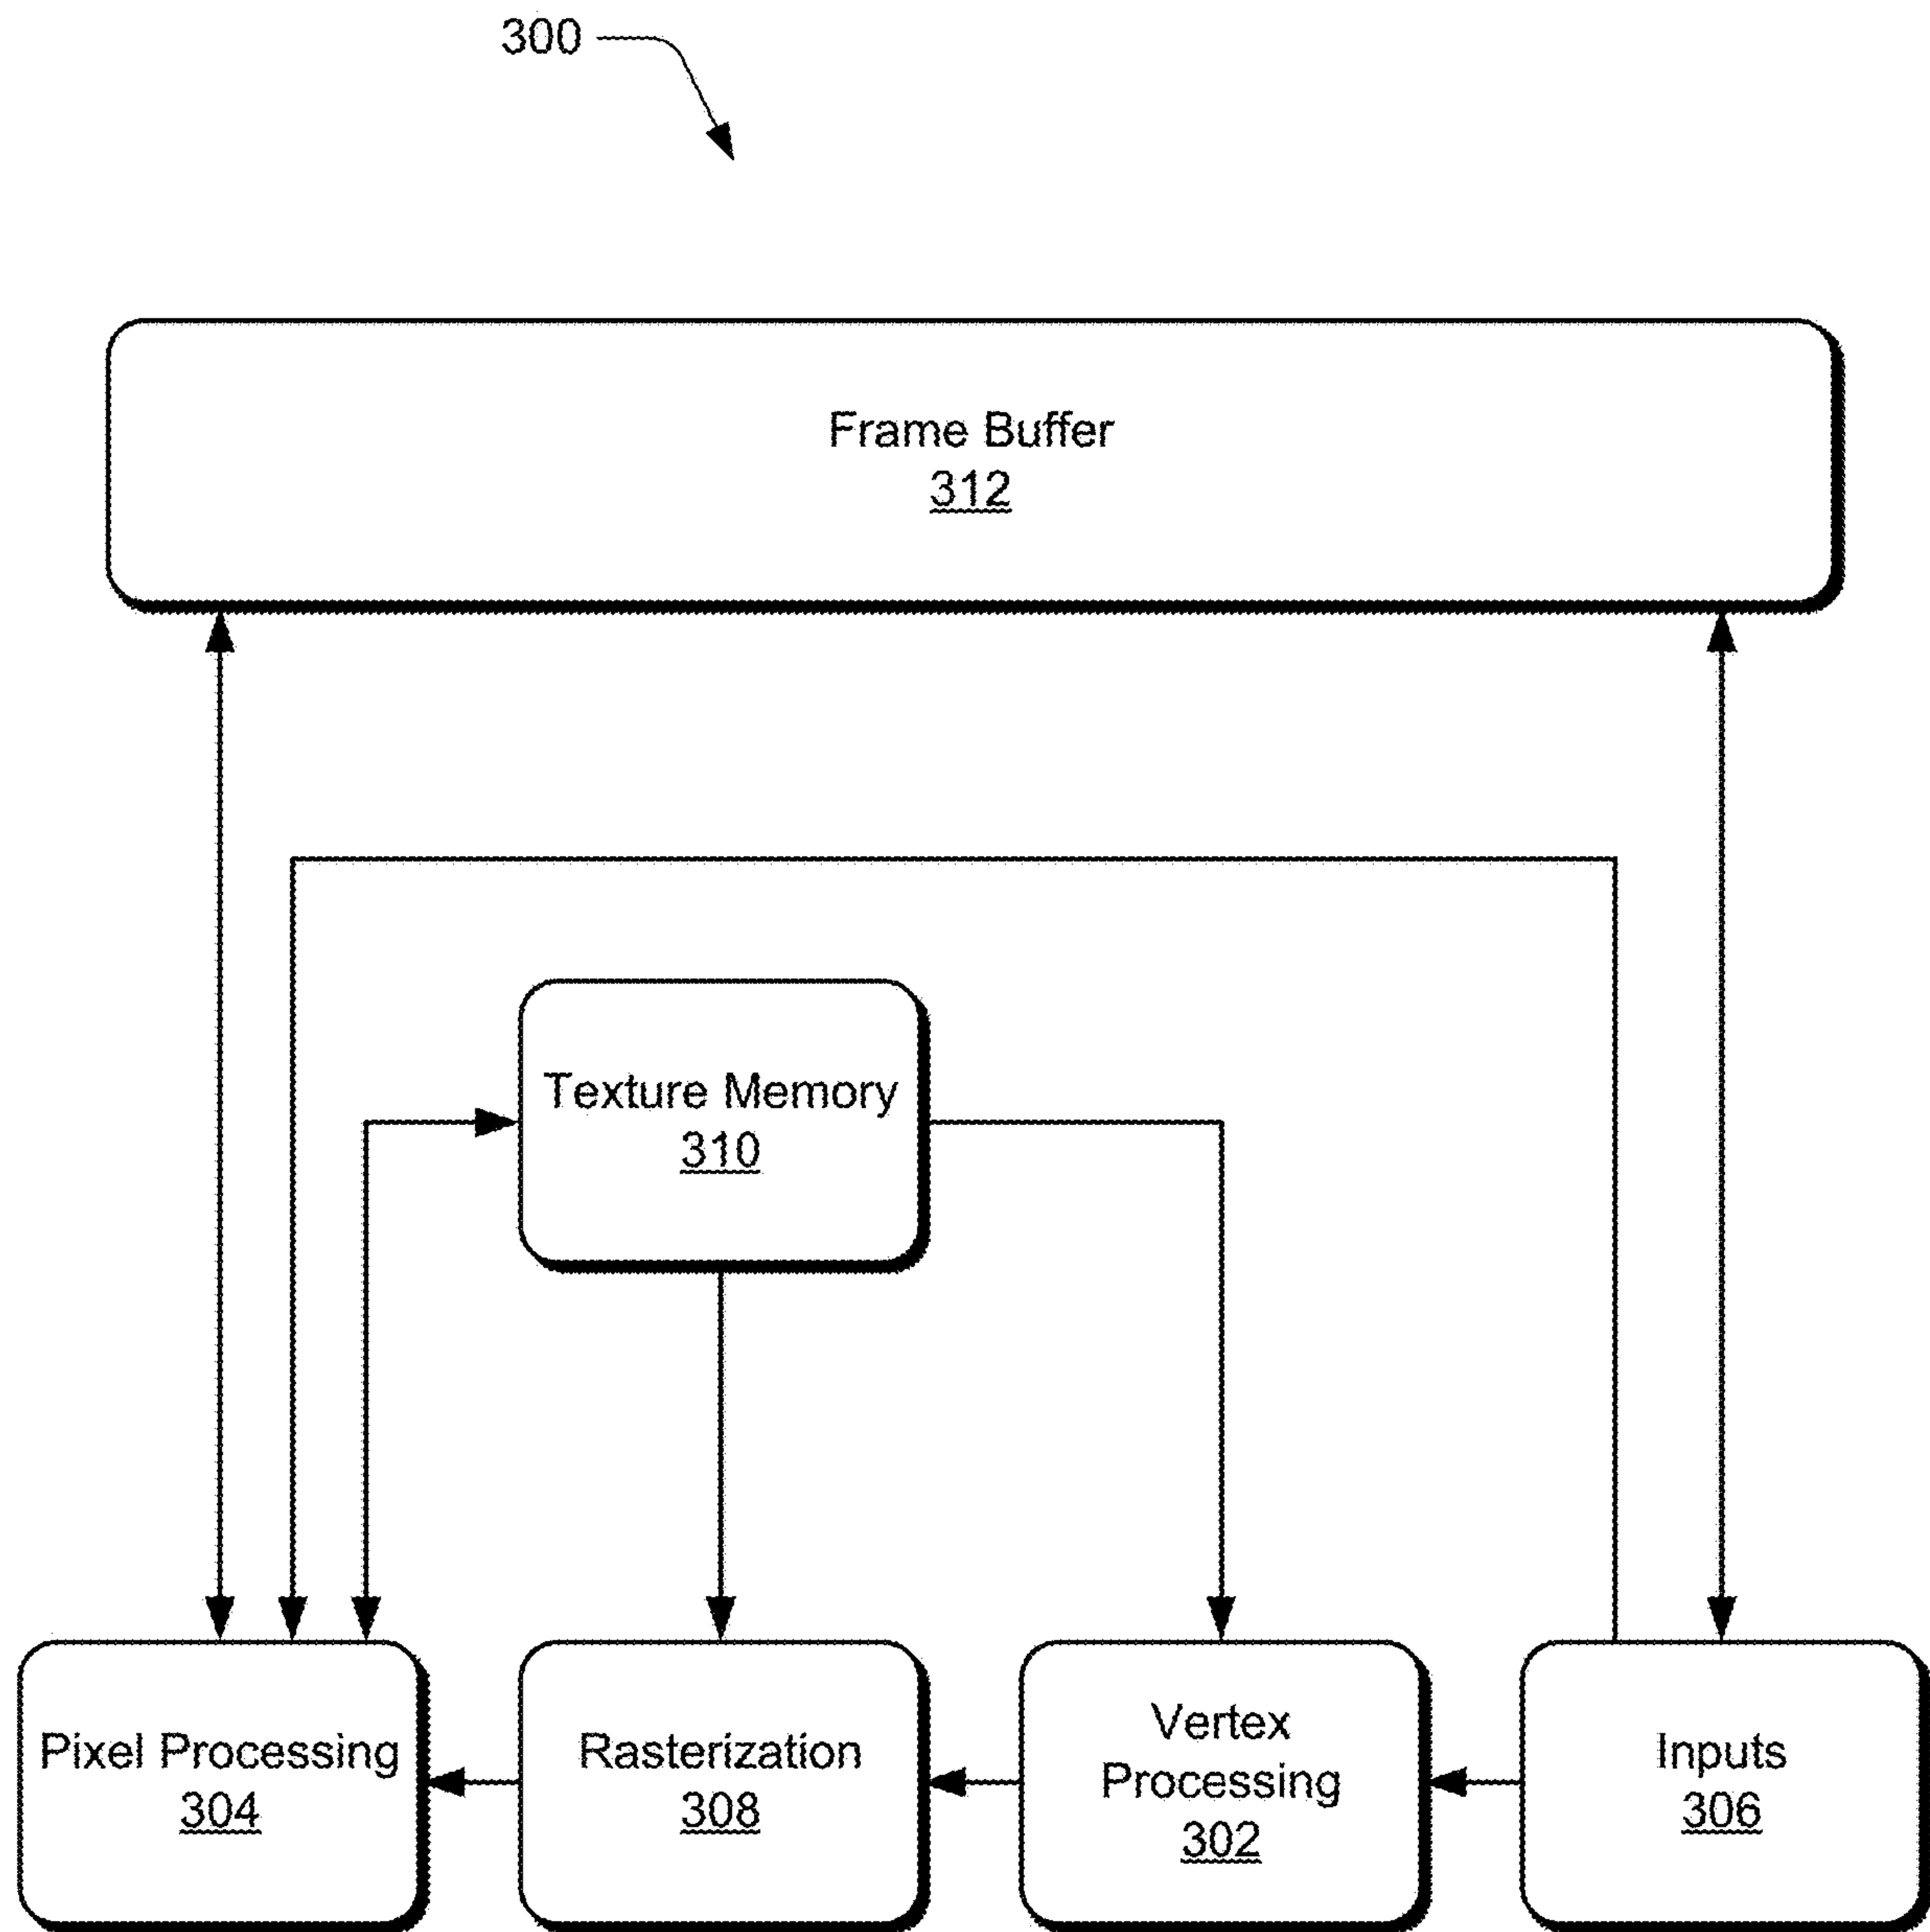 300
Frame Buffer
312
Texture Memory
310
Pixel Processing
304
Rasterization
308
Vertex
Processing
302
Inputs
306